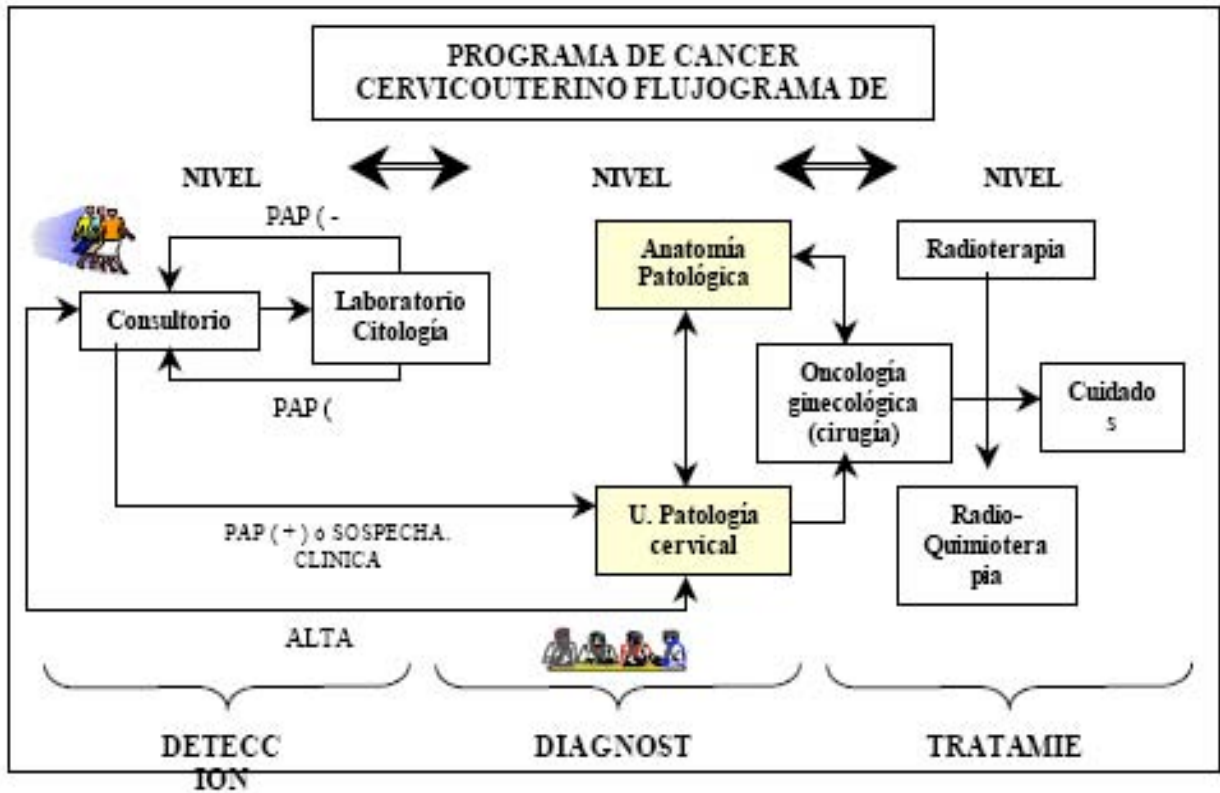 PROGRAMA DE CANCER
CERVICOUTERINO FLUJOGRAMA DE
NIVEL
NIVEL
NIVEL
PAP ( -
Consultorio
Laboratorio
Citología
PAP (
Anatomía
Patológica
Radioterapia
Oncología
ginecológica
(cirugía)
Cuidado
s
PAP ( + ) o SOSPECHA.
CLINICA
U. Patología
cervical
Radio-
Quimiotera
pia
ALTA
DETECC
ION
DIAGNOST
TRATAMIE